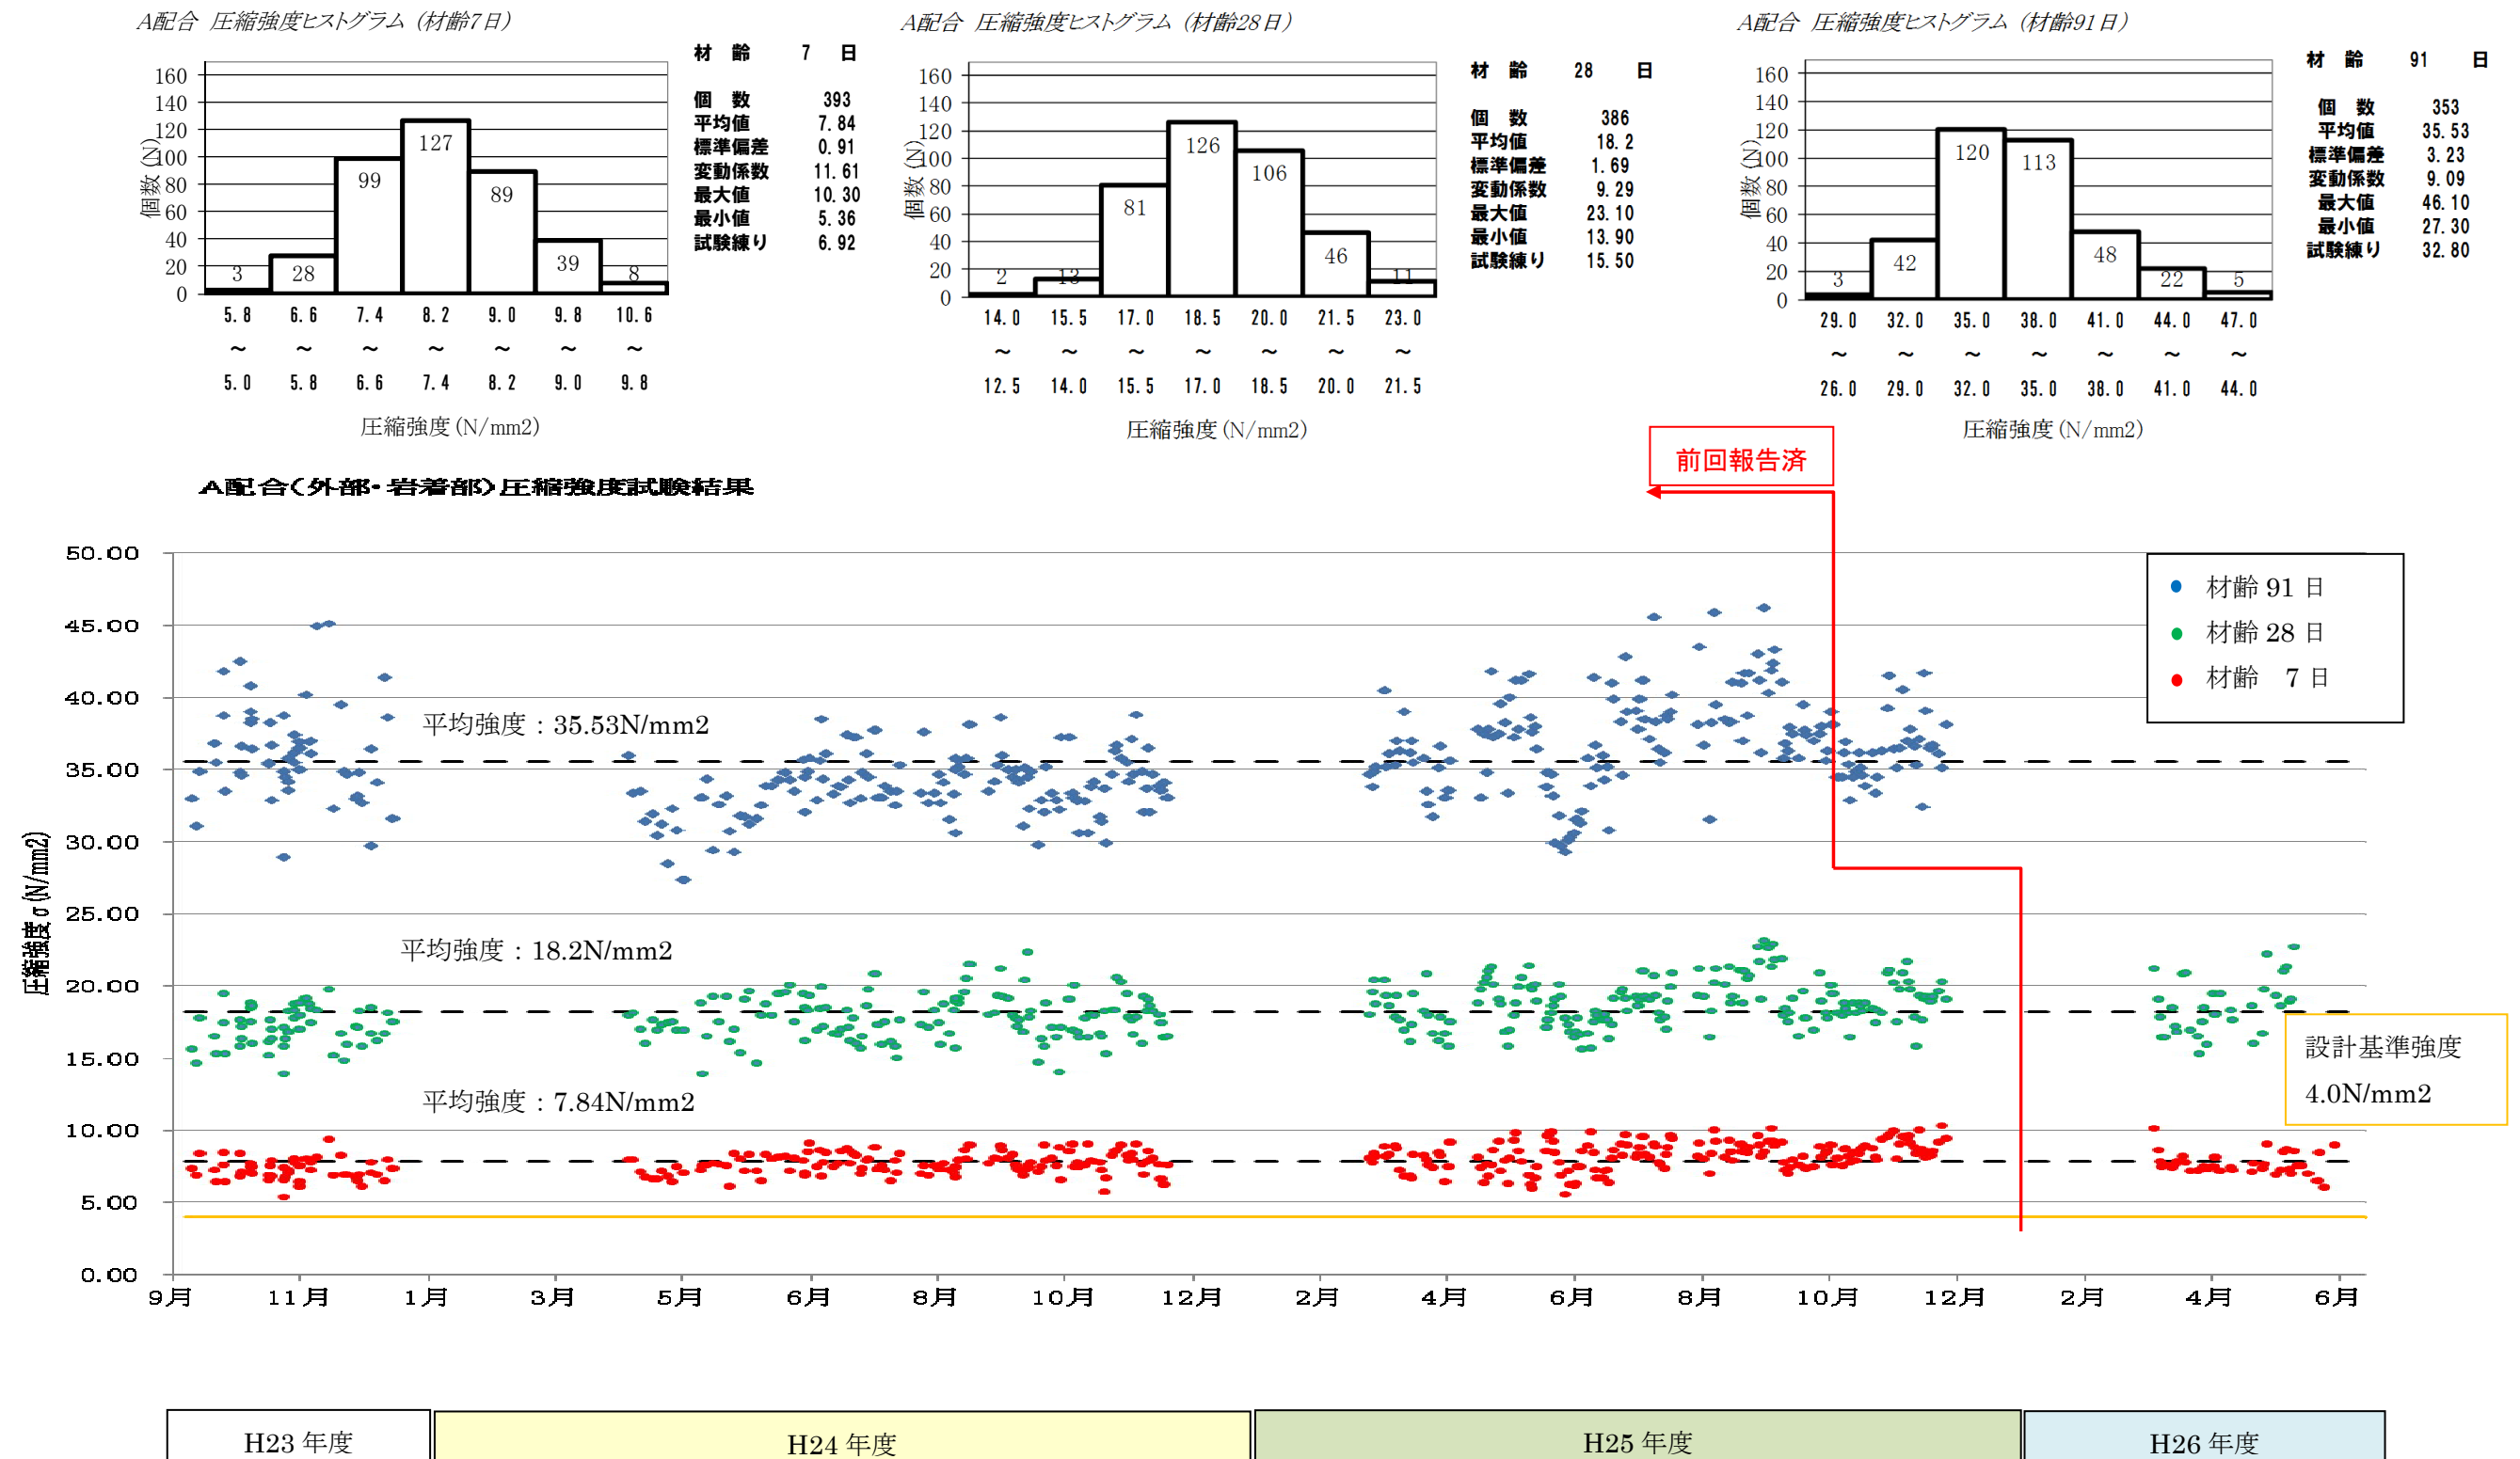 A配合 圧縮強度ヒストグラム (材齢7日)
個数(N)
160
140
120
100
80
60
40
20
0
3 28 99 127 89 39 8
5.8 6.6 7.4 8.2 9.0 9.8 10.6
～ ～ ～ ～ ～ ～ ～
5.0 5.8 6.6 7.4 8.2 9.0 9.8
圧縮強度(N/mm2)
材 齢 7 日
個 数 393
平均値 7.84
標準偏差 0.91
変動係数 11.61
最大値 10.30
最小値 5.36
試験練り 6.92
A配合 圧縮強度ヒストグラム (材齢28日)
個数(N)
160
140
120
100
80
60
40
20
0
2 13 81 126 106 46 11
14.0 15.5 17.0 18.5 20.0 21.5 23.0
～ ～ ～ ～ ～ ～ ～
12.5 14.0 15.5 17.0 18.5 20.0 21.5
圧縮強度(N/mm2)
材 齢 28 日
個 数 386
平均値 18.2
標準偏差 1.69
変動係数 9.29
最大値 23.10
最小値 13.90
試験練り 15.50
A配合 圧縮強度ヒストグラム (材齢91日)
個数(N)
160
140
120
100
80
60
40
20
0
3 42 120 113 48 22 5
29.0 32.0 35.0 38.0 41.0 44.0 47.0
～ ～ ～ ～ ～ ～ ～
26.0 29.0 32.0 35.0 38.0 41.0 44.0
圧縮強度(N/mm2)
材 齢 91 日
個 数 353
平均値 35.53
標準偏差 3.23
変動係数 9.09
最大値 46.10
最小値 27.30
試験練り 32.80
前回報告済
A配合(外部・岩着部)圧縮強度試験結果
圧縮強度σ(N/mm2)
50.00
45.00
40.00
35.00
30.00
25.00
20.00
15.00
10.00
5.00
0.00
材齢 91 日
材齢 28 日
材齢 7 日
平均強度：35.53N/mm2
平均強度：18.2N/mm2
平均強度：7.84N/mm2
設計基準強度
4.0N/mm2
9月 11月 1月 3月 5月 6月 8月 10月 12月 2月 4月 6月 8月 10月 12月 2月 4月 6月
H23 年度 H24 年度 H25 年度 H26 年度